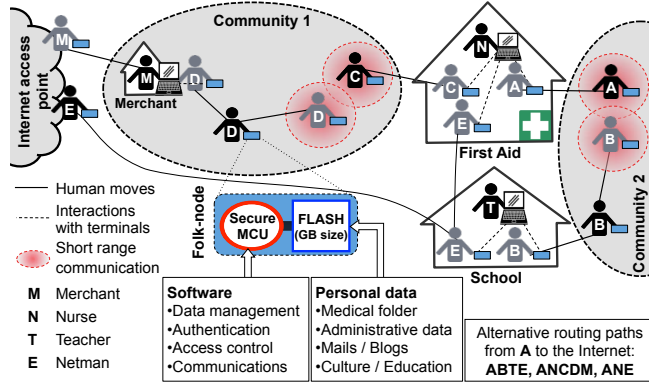 Community 1
M
Internet access
point
E
M
Merchant
D
D
D
C
N
C
A
E
First Aid
A
B
B
Community 2
Human moves
Interactions
with terminals
Short range
communication
M Merchant
N Nurse
T Teacher
E Netman
Folk-node
Secure
MCU
FLASH
(GB size)
T
E
B
School
Software
•Data management
•Authentication
•Access control
•Communications
Personal data
•Medical folder
•Administrative data
•Mails / Blogs
•Culture / Education
Alternative routing paths
from A to the Internet:
ABTE, ANCDM, ANE